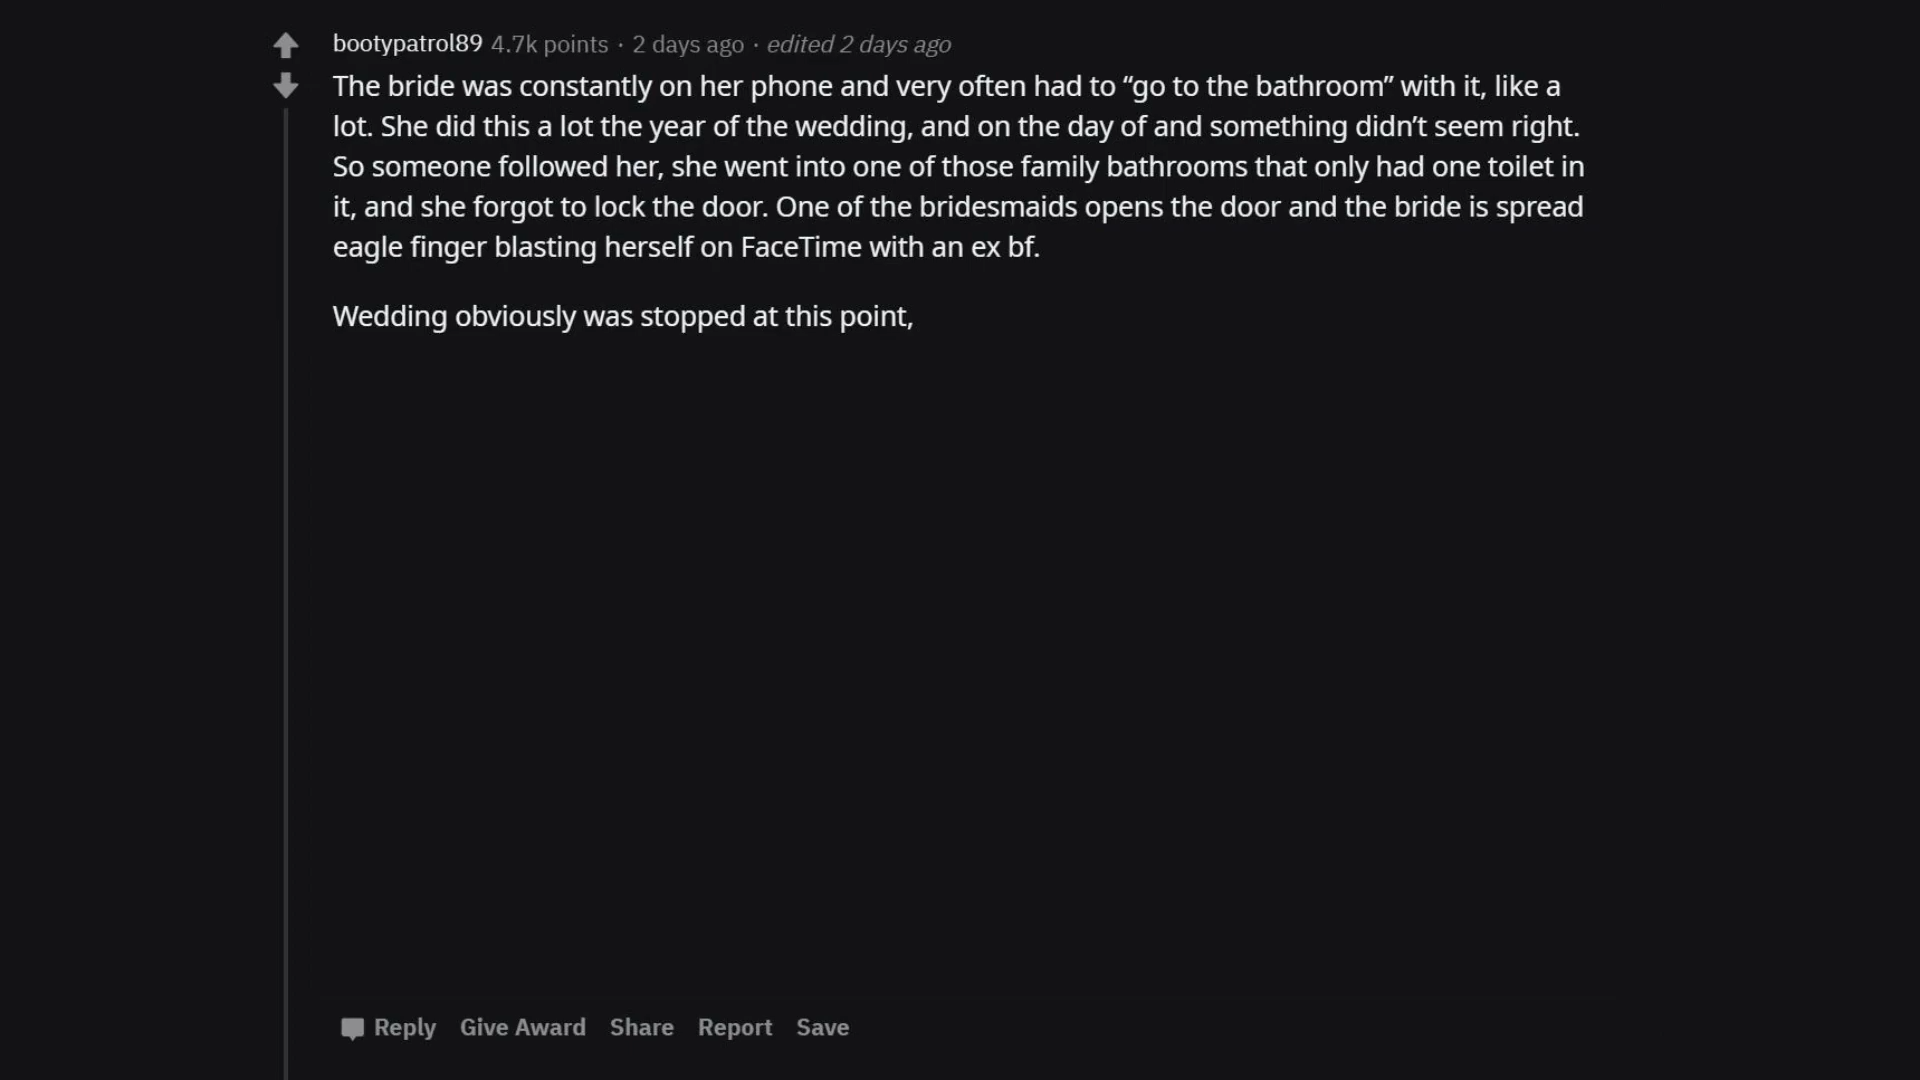 bootypatrol89 4.7k points · 2 days ago · edited 2 days ago
The bride was constantly on her phone and very often had to “go to the bathroom” with it, like a
lot. She did this a lot the year of the wedding, and on the day of and something didn’t seem right.
So someone followed her, she went into one of those family bathrooms that only had one toilet in
it, and she forgot to lock the door. One of the bridesmaids opens the door and the bride is spread
eagle finger blasting herself on FaceTime with an ex bf.
Wedding obviously was stopped at this point,
Reply Give Award Share Report Save